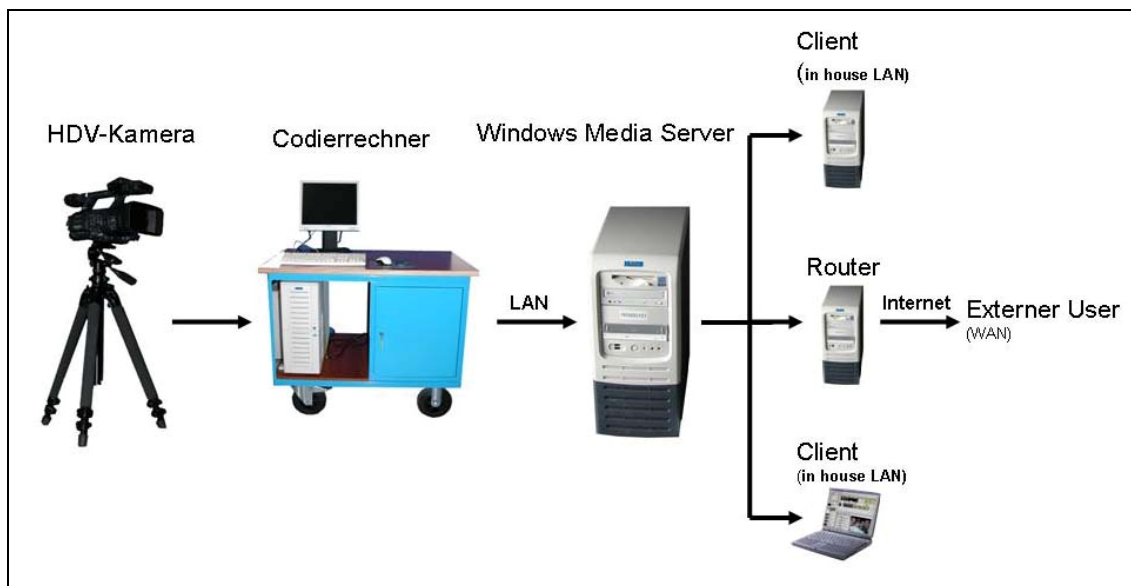 HDV-Kamera
Codierrechner
LAN
Windows Media Server
Client
(in house LAN)
Router
Internet
Externer User
(WAN)
Client
(in house LAN)